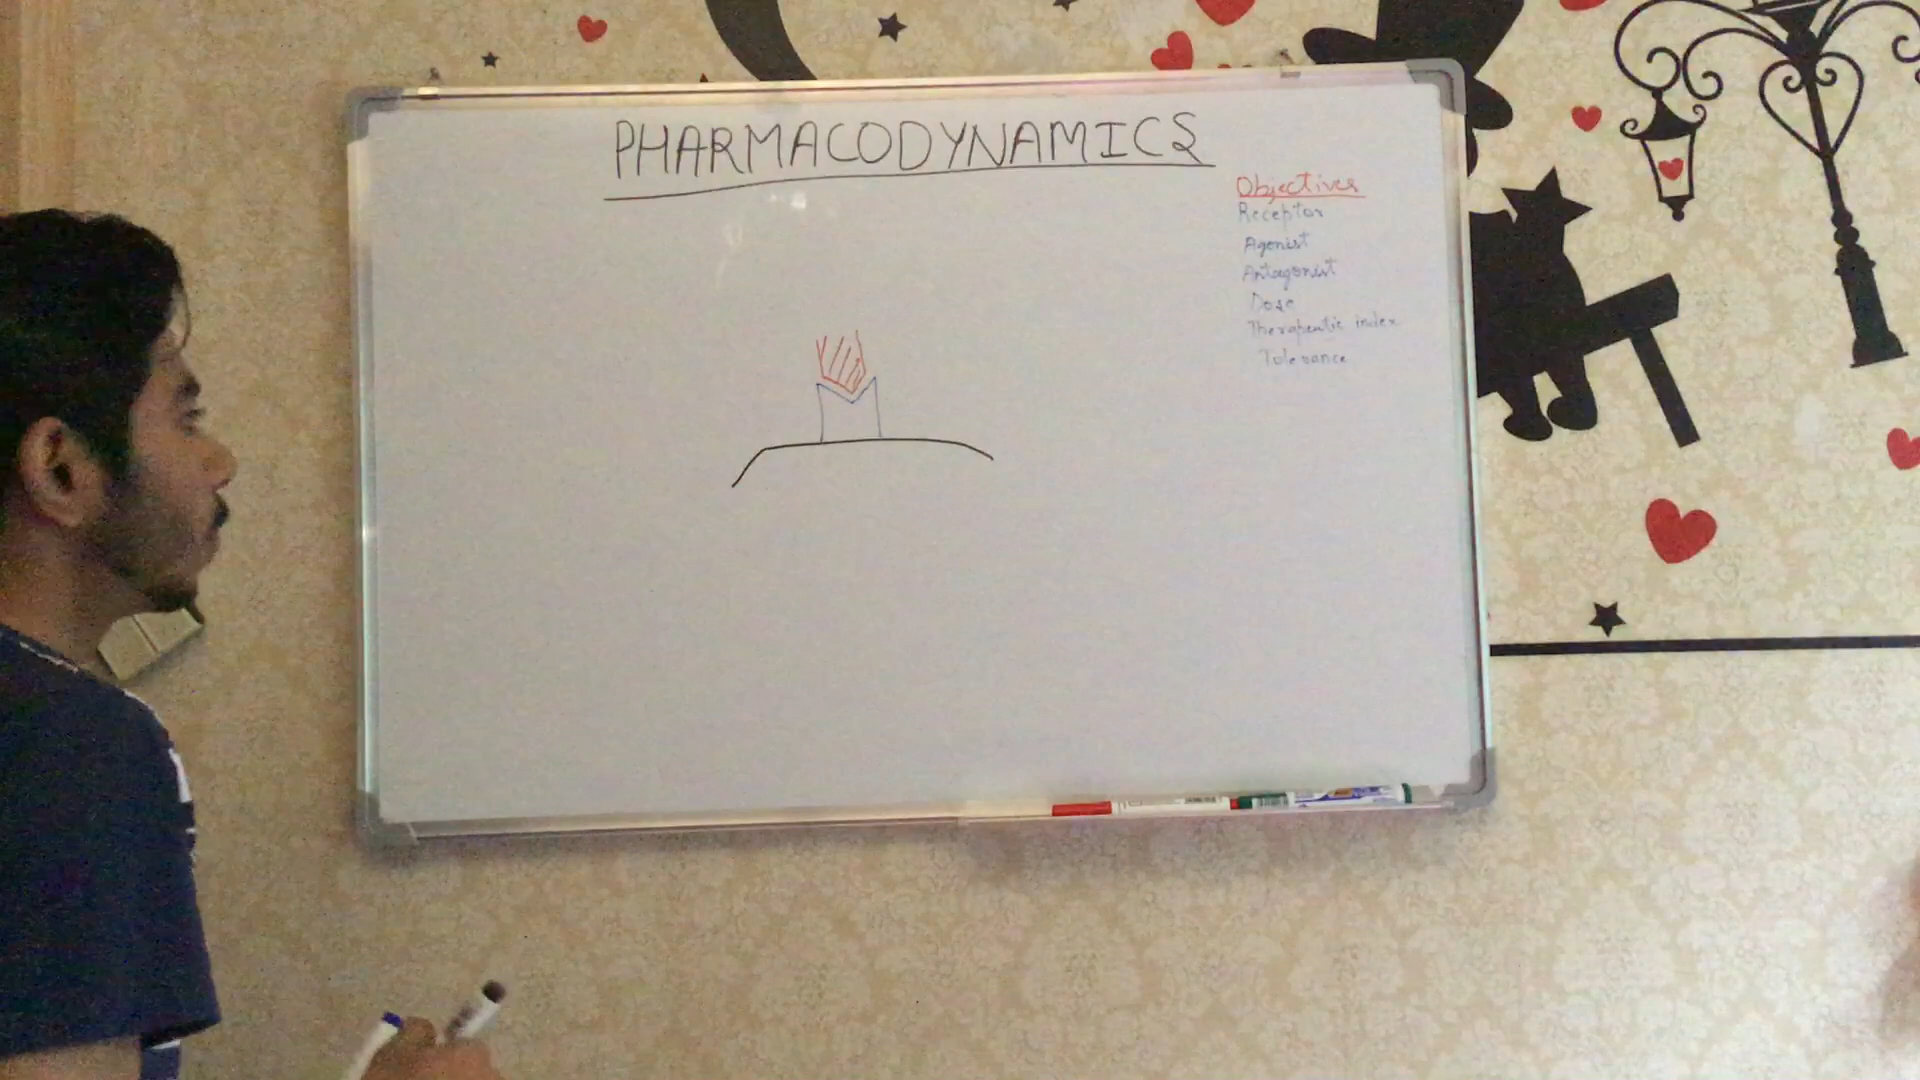 PHARMACODYNAMICS
Objectives
Receptor
Agonist
Antagonist
Dose
Therapeutic index
Tolerance